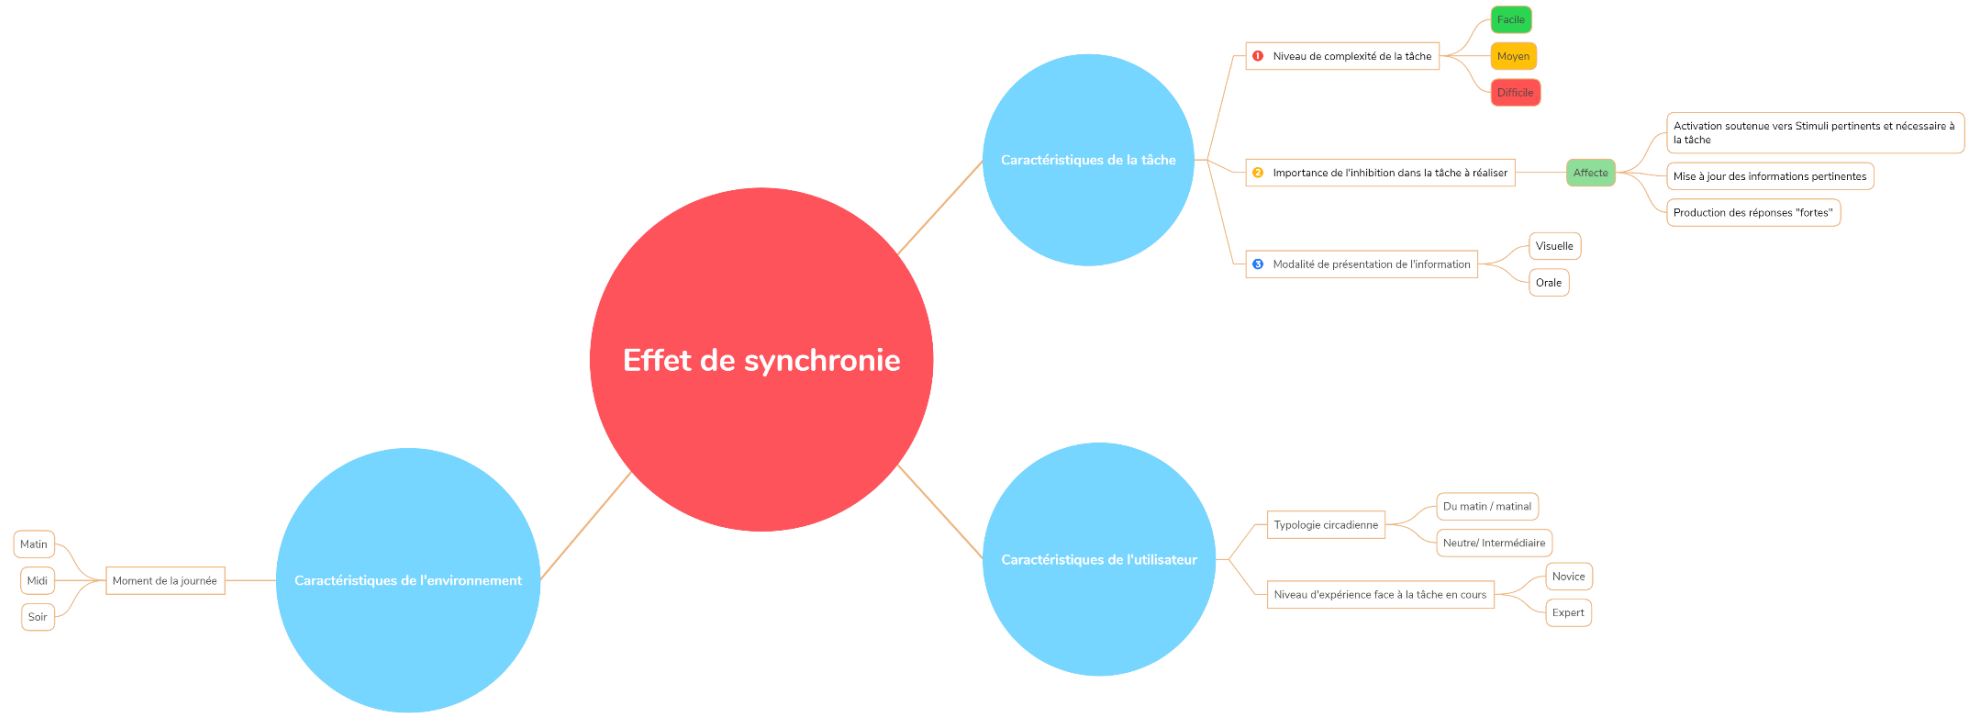 Effet de synchronie
Caractéristiques de la tâche
1 Niveau de complexité de la tâche
Facile
Moyen
Difficile
2 Importance de l'inhibition dans la tâche à réaliser
Affecte
Activation soutenue vers Stimuli pertinents et nécessaire à
la tâche
Mise à jour des informations pertinentes
Production des réponses "fortes"
3 Modalité de présentation de l'information
Visuelle
Orale
Caractéristiques de l'utilisateur
Typologie circadienne
Du matin / matinal
Neutre/ Intermédiaire
Niveau d'expérience face à la tâche en cours
Novice
Expert
Caractéristiques de l'environnement
Moment de la journée
Matin
Midi
Soir